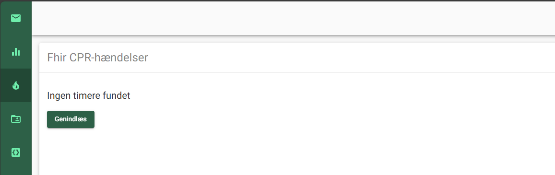 Fhir CPR-hændelser
Ingen timere fundet
Genindlæs